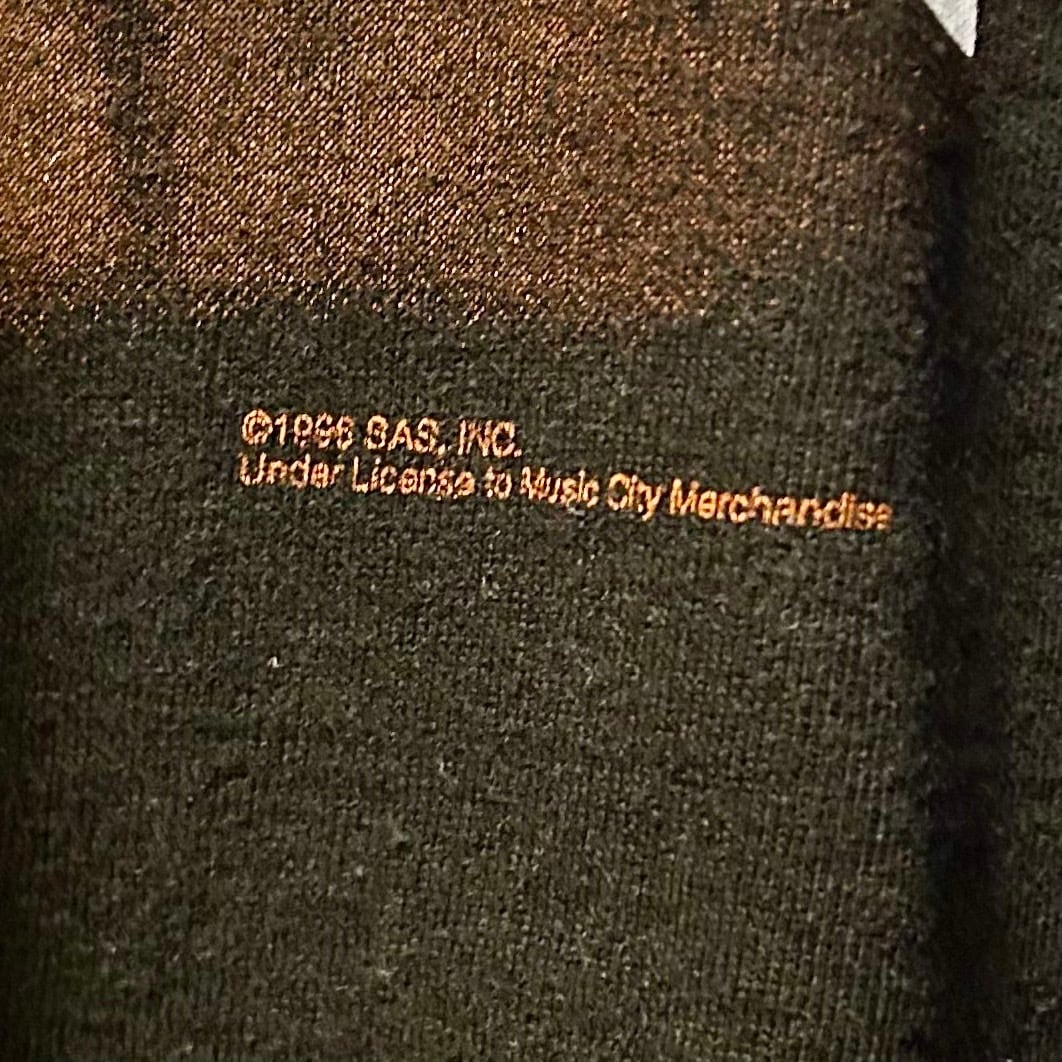 ©1996 SAS, INC.
Under License to Music City Merchandise